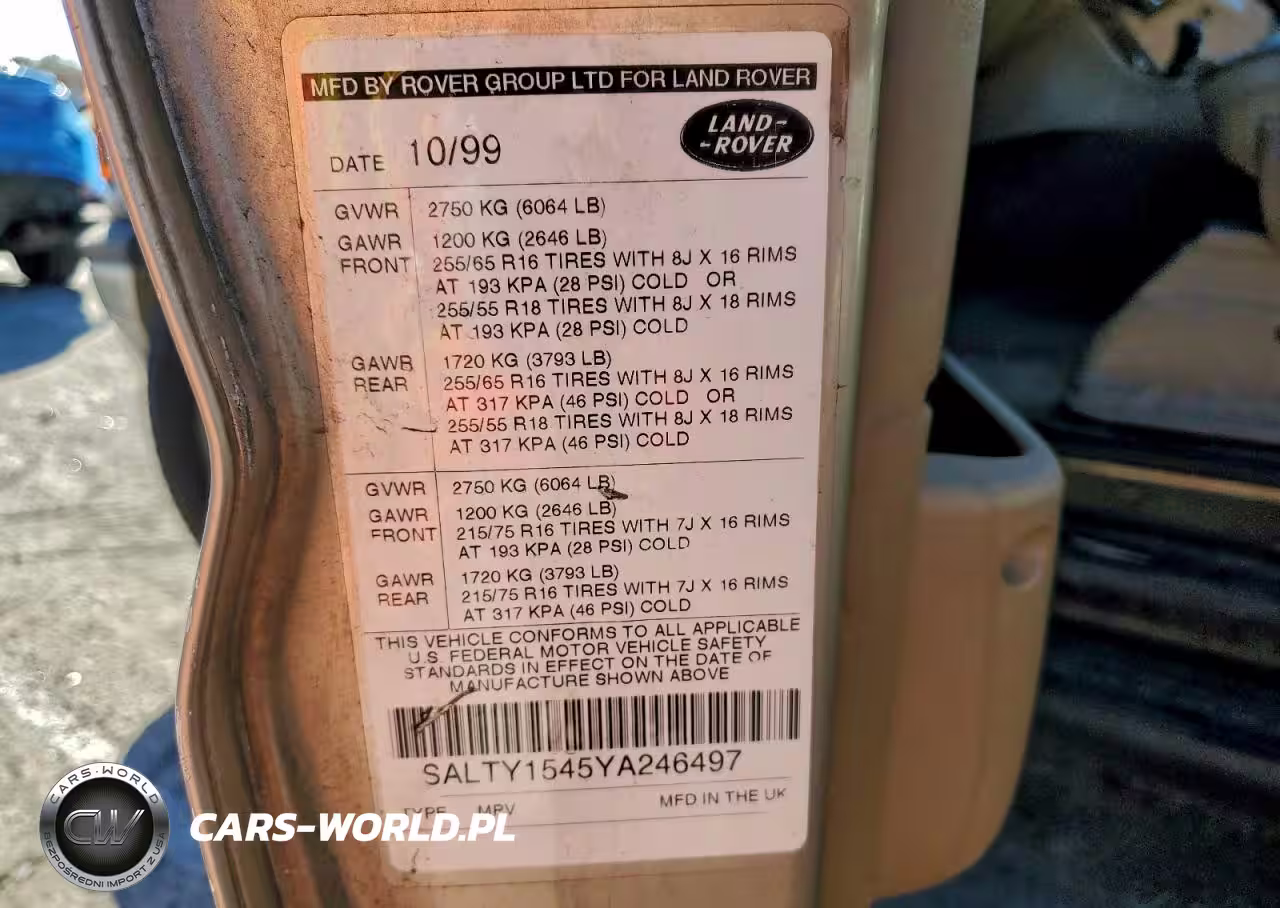 MFD BY ROVER GROUP LTD FOR LAND ROVER
LAND-
-ROVER
DATE 10/99
GVWR 2750 KG (6064 LB)
GAWR 1200 KG (2646 LB)
FRONT 255/65 R16 TIRES WITH 8J X 16 RIMS
AT 193 KPA (28 PSI) COLD OR
255/55 R18 TIRES WITH 8J X 18 RIMS
AT 193 KPA (28 PSI) COLD
GAWR 1720 KG (3793 LB)
REAR 255/65 R16 TIRES WITH 8J X 16 RIMS
AT 317 KPA (46 PSI) COLD OR
255/55 R18 TIRES WITH 8J X 18 RIMS
AT 317 KPA (46 PSI) COLD
GVWR 2750 KG (6064 LB)
GAWR 1200 KG (2646 LB)
FRONT 215/75 R16 TIRES WITH 7J X 16 RIMS
AT 193 KPA (28 PSI) COLD
GAWR 1720 KG (3793 LB)
REAR 215/75 R16 TIRES WITH 7J X 16 RIMS
AT 317 KPA (46 PSI) COLD
THIS VEHICLE CONFORMS TO ALL APPLICABLE
U.S. FEDERAL MOTOR VEHICLE SAFETY
STANDARDS IN EFFECT ON THE DATE OF
MANUFACTURE SHOWN ABOVE
SALTY1545YA246497
TYPE MPV MFD IN THE UK
CARS-WORLD
CW
BEZPOŚREDNI IMPORT Z USA
CARS-WORLD.PL